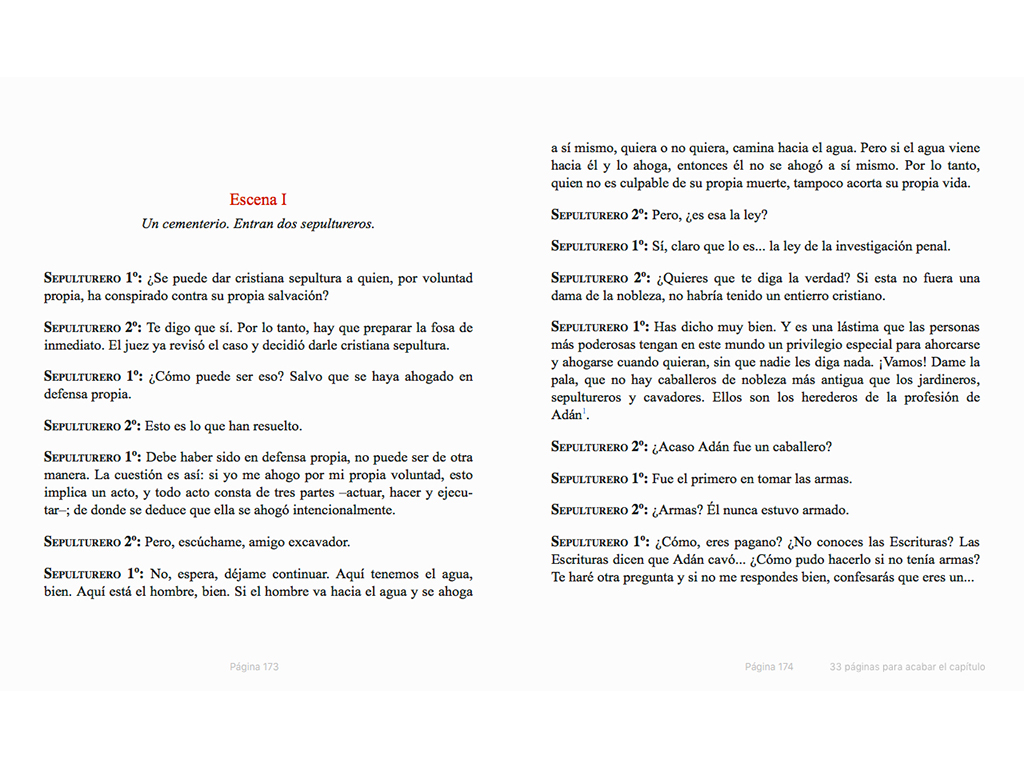 Escena I
Un cementerio. Entran dos sepultureros.
Sepulturero 1º: ¿Se puede dar cristiana sepultura a quien, por voluntad
propia, ha conspirado contra su propia salvación?
Sepulturero 2º: Te digo que sí. Por lo tanto, hay que preparar la fosa de
inmediato. El juez ya revisó el caso y decidió darle cristiana sepultura.
Sepulturero 1º: ¿Cómo puede ser eso? Salvo que se haya ahogado en
defensa propia.
Sepulturero 2º: Esto es lo que han resuelto.
Sepulturero 1º: Debe haber sido en defensa propia, no puede ser de otra
manera. La cuestión es así: si yo me ahogo por mi propia voluntad, esto
implica un acto, y todo acto consta de tres partes –actuar, hacer y ejecu-
tar–; de donde se deduce que ella se ahogó intencionalmente.
Sepulturero 2º: Pero, escúchame, amigo excavador.
Sepulturero 1º: No, espera, déjame continuar. Aquí tenemos el agua,
bien. Aquí está el hombre, bien. Si el hombre va hacia el agua y se ahoga
Página 173
a sí mismo, quiera o no quiera, camina hacia el agua. Pero si el agua viene
hacia él y lo ahoga, entonces él no se ahogó a sí mismo. Por lo tanto,
quien no es culpable de su propia muerte, tampoco acorta su propia vida.
Sepulturero 2º: Pero, ¿es esa la ley?
Sepulturero 1º: Sí, claro que lo es... la ley de la investigación penal.
Sepulturero 2º: ¿Quieres que te diga la verdad? Si esta no fuera una
dama de la nobleza, no habría tenido un entierro cristiano.
Sepulturero 1º: Has dicho muy bien. Y es una lástima que las personas
más poderosas tengan en este mundo un privilegio especial para ahorcarse
y ahogarse cuando quieran, sin que nadie les diga nada. ¡Vamos! Dame la
pala, que no hay caballeros de nobleza más antigua que los jardineros,
sepultureros y cavadores. Ellos son los herederos de la profesión de
Adán¹.
Sepulturero 2º: ¿Acaso Adán fue un caballero?
Sepulturero 1º: Fue el primero en tomar las armas.
Sepulturero 2º: ¿Armas? Él nunca estuvo armado.
Sepulturero 1º: ¿Cómo, eres pagano? ¿No conoces las Escrituras? Las
Escrituras dicen que Adán cavó... ¿Cómo pudo hacerlo si no tenía armas?
Te haré otra pregunta y si no me respondes bien, confesarás que eres un...
Página 174
33 páginas para acabar el capítulo